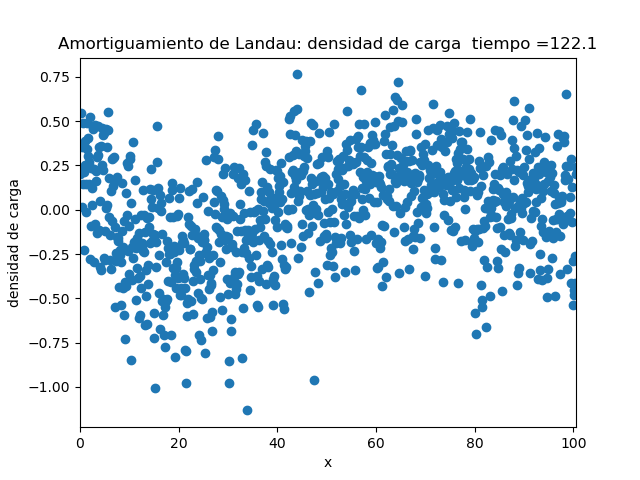 Amortiguamiento de Landau: densidad de carga  tiempo =122.1
0.75
0.50
0.25
0.00
−0.25
−0.50
−0.75
−1.00
densidad de carga
0 20 40 60 80 100
x